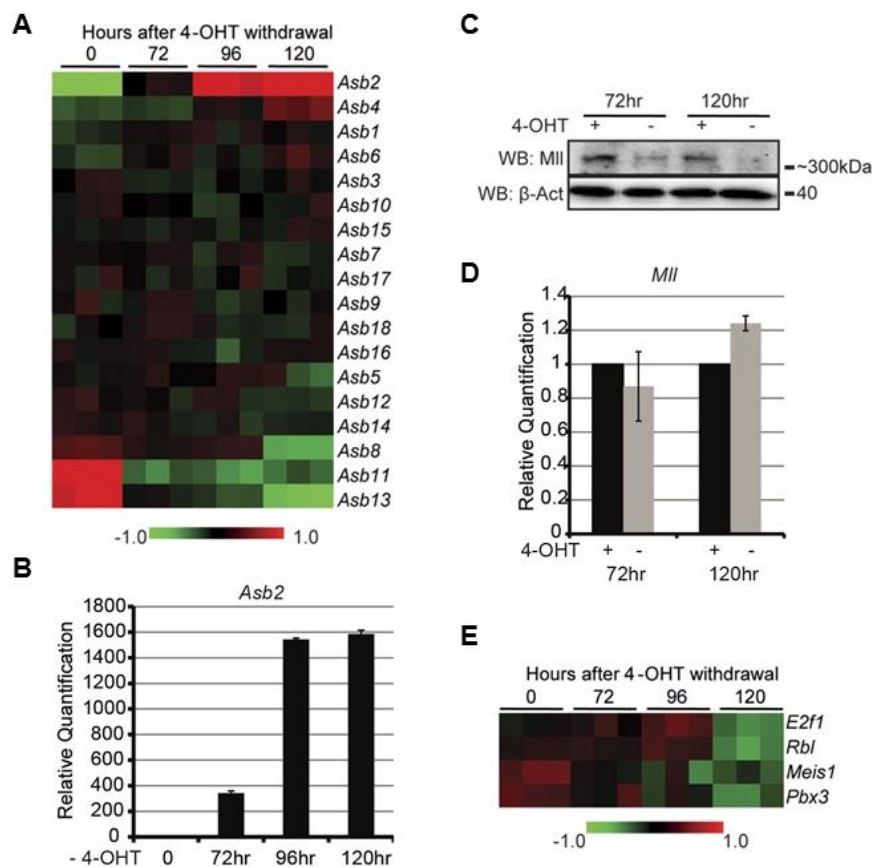 A
Hours after 4-OHT withdrawal
0 72 96 120
Asb2
Asb4
Asb1
Asb6
Asb3
Asb10
Asb15
Asb7
Asb17
Asb9
Asb18
Asb16
Asb5
Asb12
Asb14
Asb8
Asb11
Asb13
-1.0 1.0
B
Asb2
Relative Quantification
1800
1600
1400
1200
1000
800
600
400
200
0
- 4-OHT 0 72hr 96hr 120hr
C
72hr 120hr
4-OHT + - + -
WB: Mll
~300kDa
WB: β-Act
40
D
Mll
Relative Quantification
1.4
1.2
1
0.8
0.6
0.4
0.2
0
4-OHT + - + -
72hr 120hr
E
Hours after 4-OHT withdrawal
0 72 96 120
E2f1
Rbl
Meis1
Pbx3
-1.0 1.0